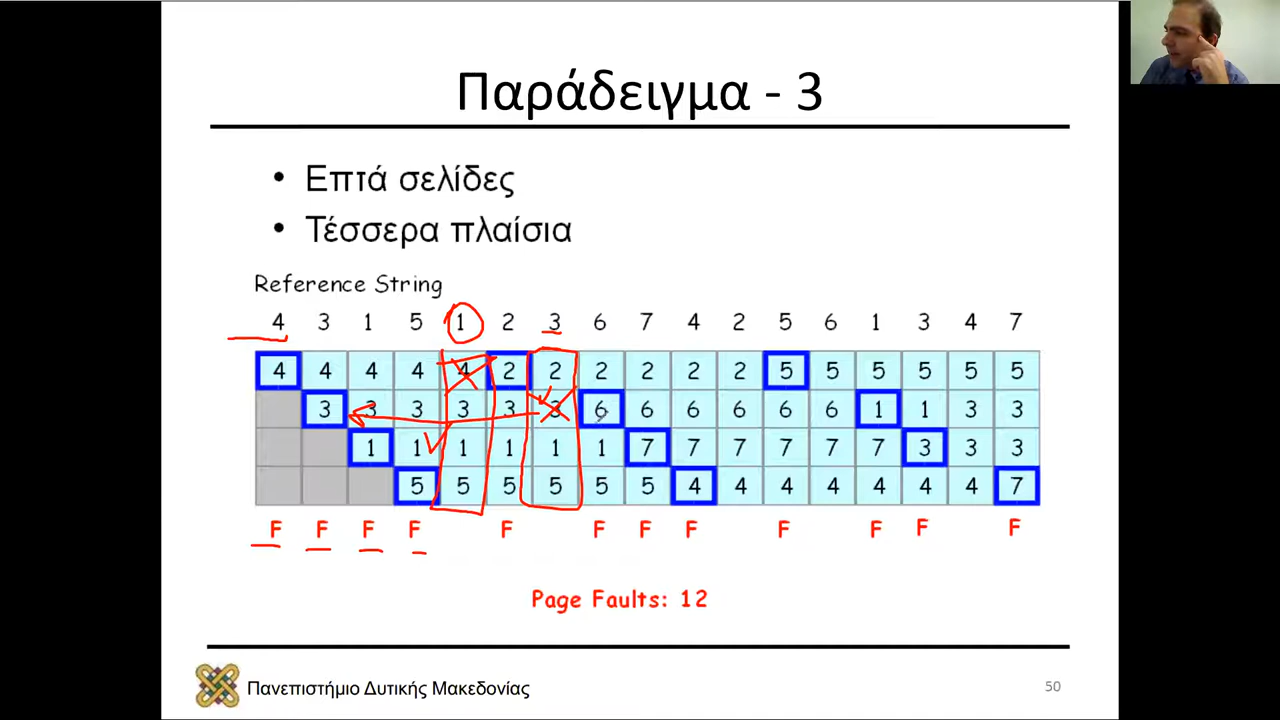 Παράδειγμα - 3
• Επτά σελίδες
• Τέσσερα πλαίσια
Reference String
4 3 1 5 1 2 3 6 7 4 2 5 6 1 3 4 7
4 4 4 4 4 2 2 2 2 2 2 5 5 5 5 5 5
3 3 3 3 3 3 6 6 6 6 6 6 1 1 3 3
1 1 1 1 1 1 7 7 7 7 7 7 3 3 3
5 5 5 5 5 5 4 4 4 4 4 4 4 7
F F F F F F F F F F F F
Page Faults: 12
Πανεπιστήμιο Δυτικής Μακεδονίας
50